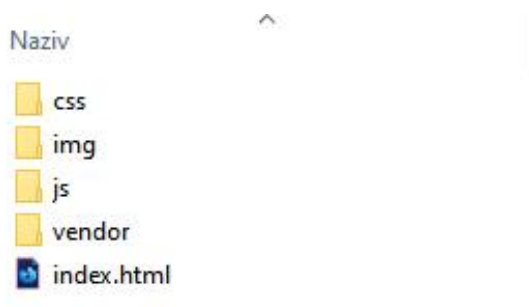 Naziv
css
img
js
vendor
index.html